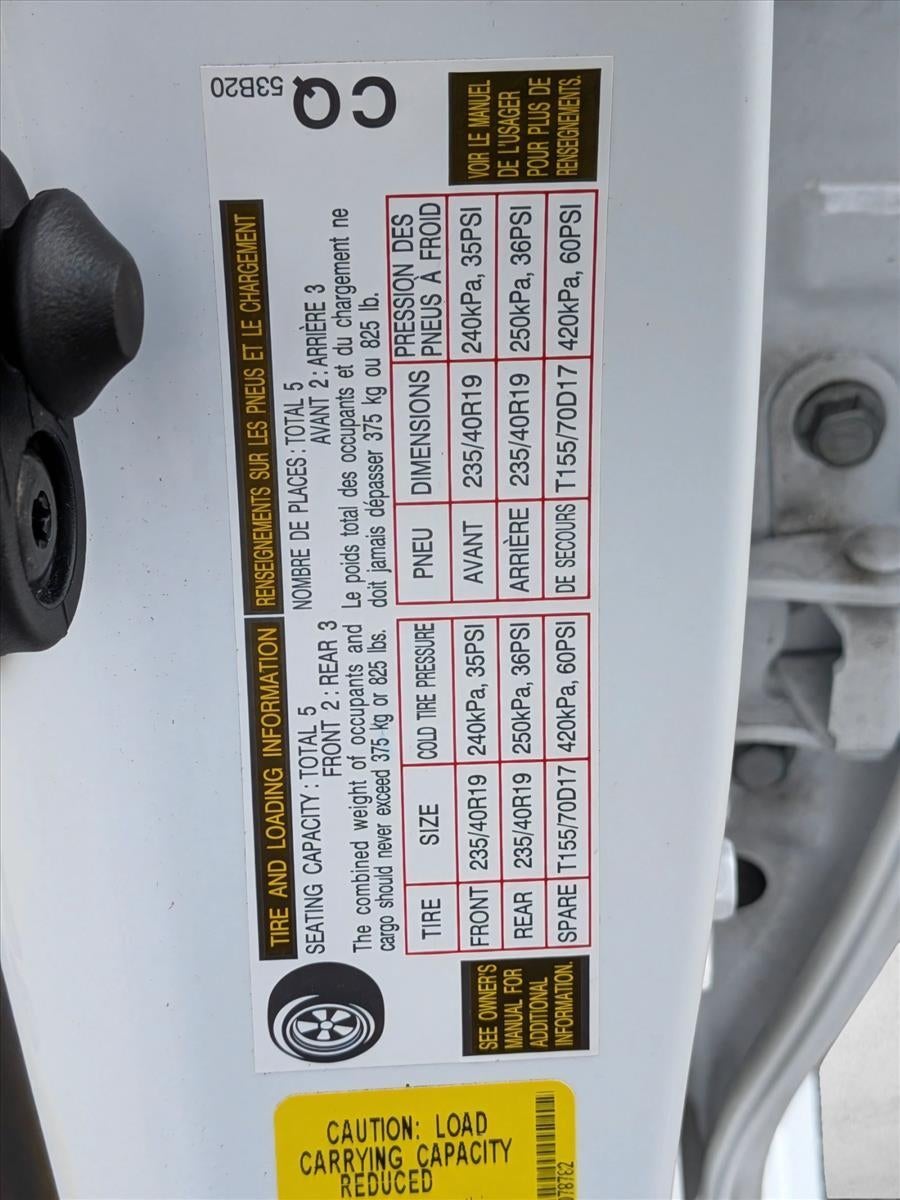 TIRE AND LOADING INFORMATION
SEATING CAPACITY: TOTAL 5
FRONT 2: REAR 3
The combined weight of occupants and
cargo should never exceed 375 kg or 825 lbs.
TIRE SIZE COLD TIRE PRESSURE
FRONT 235/40R19 240kPa, 35PSI
REAR 235/40R19 250kPa, 36PSI
SPARE T155/70D17 420kPa, 60PSI
SEE OWNER'S
MANUAL FOR
ADDITIONAL
INFORMATION.
RENSEIGNEMENTS SUR LES PNEUS ET LE CHARGEMENT
NOMBRE DE PLACES: TOTAL 5
AVANT 2: ARRIÈRE 3
Le poids total des occupants et du chargement ne
doit jamais dépasser 375 kg ou 825 lb.
PNEU DIMENSIONS PRESSION DES
PNEUS À FROID
AVANT 235/40R19 240kPa, 35PSI
ARRIÈRE 235/40R19 250kPa, 36PSI
DE SECOURS T155/70D17 420kPa, 60PSI
VOIR LE MANUEL
DE L'USAGER
POUR PLUS DE
RENSEIGNEMENTS.
53B20
CQ
CAUTION: LOAD
CARRYING CAPACITY
REDUCED